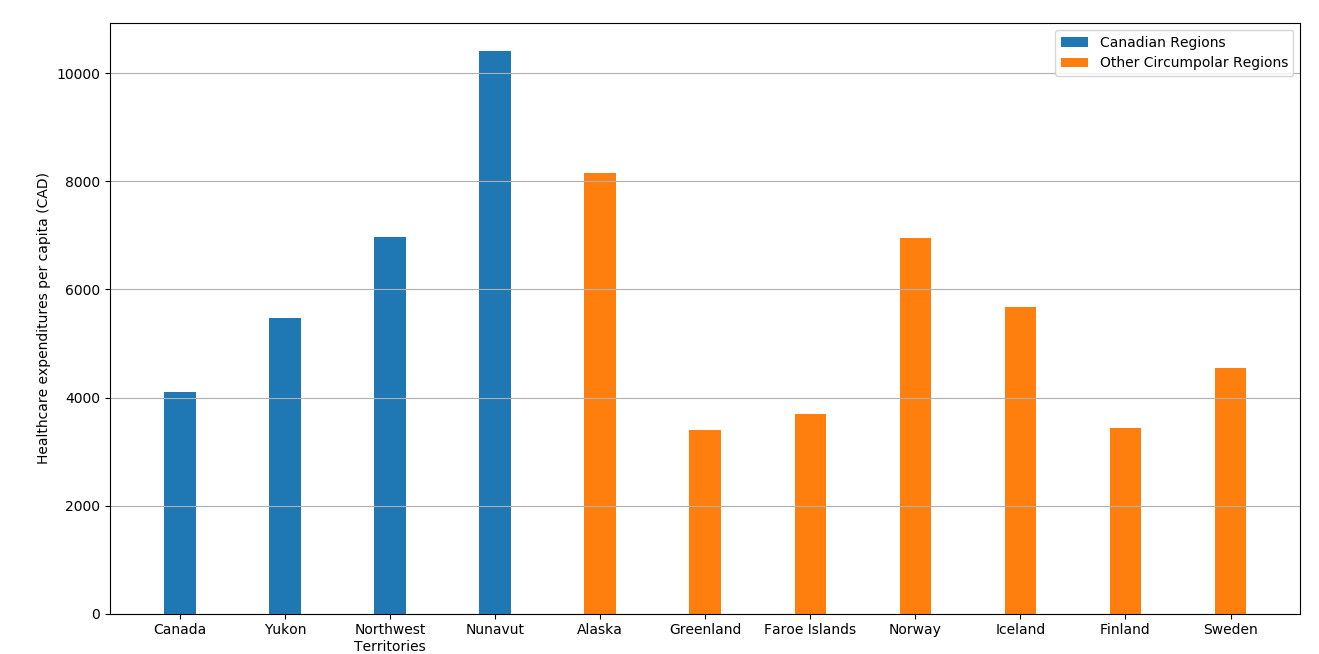 Canadian Regions
Other Circumpolar Regions
Healthcare expenditures per capita (CAD)
10000
8000
6000
4000
2000
0
Canada
Yukon
Northwest
Territories
Nunavut
Alaska
Greenland
Faroe Islands
Norway
Iceland
Finland
Sweden